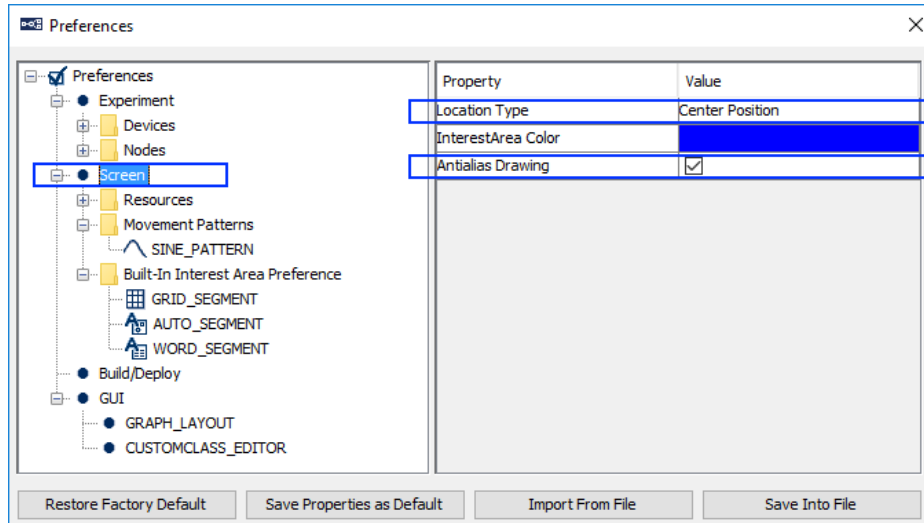 Preferences
Preferences
Experiment
Devices
Nodes
Screen
Resources
Movement Patterns
SINE_PATTERN
Built-In Interest Area Preference
GRID_SEGMENT
AUTO_SEGMENT
WORD_SEGMENT
Build/Deploy
GUI
GRAPH_LAYOUT
CUSTOMCLASS_EDITOR
Property Value
Location Type Center Position
InterestArea Color
Antialias Drawing
Restore Factory Default
Save Properties as Default
Import From File
Save Into File